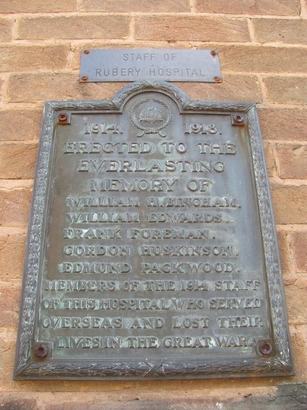 STAFF OF
RUBERY HOSPITAL
1914. 1918.
ERECTED TO THE
EVERLASTING
MEMORY OF
WILLIAM H. BINGHAM.
WILLIAM EDWARDS.
FRANK FOREMAN.
GORDON HUSKINSON.
EDMUND PACKWOOD.
MEMBERS OF THE 1914 STAFF
OF THIS HOSPITAL WHO SERVED
OVERSEAS AND LOST THEIR
LIVES IN THE GREAT WAR.